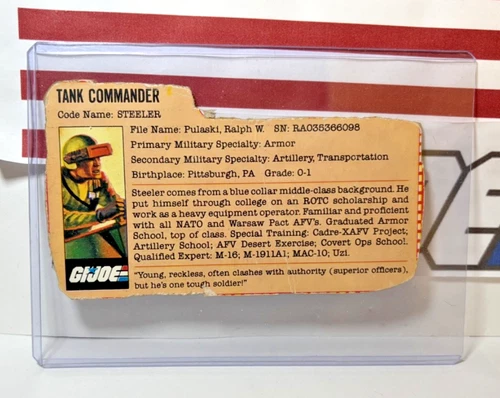 TANK COMMANDER
Code Name: STEELER
File Name: Pulaski, Ralph W. SN: RA035366098
Primary Military Specialty: Armor
Secondary Military Specialty: Artillery, Transportation
Birthplace: Pittsburgh, PA Grade: 0-1
Steeler comes from a blue collar middle-class background. He
put himself through college on an ROTC scholarship and
work as a heavy equipment operator. Familiar and proficient
with all NATO and Warsaw Pact AFV's. Graduated Armor
School, top of class. Special Training: Cadre-XAFV Project;
Artillery School; AFV Desert Exercise; Covert Ops School.
Qualified Expert: M-16; M-1911A1; MAC-10; Uzi.
"Young, reckless, often clashes with authority (superior officers),
but he's one tough soldier!"
GI JOE